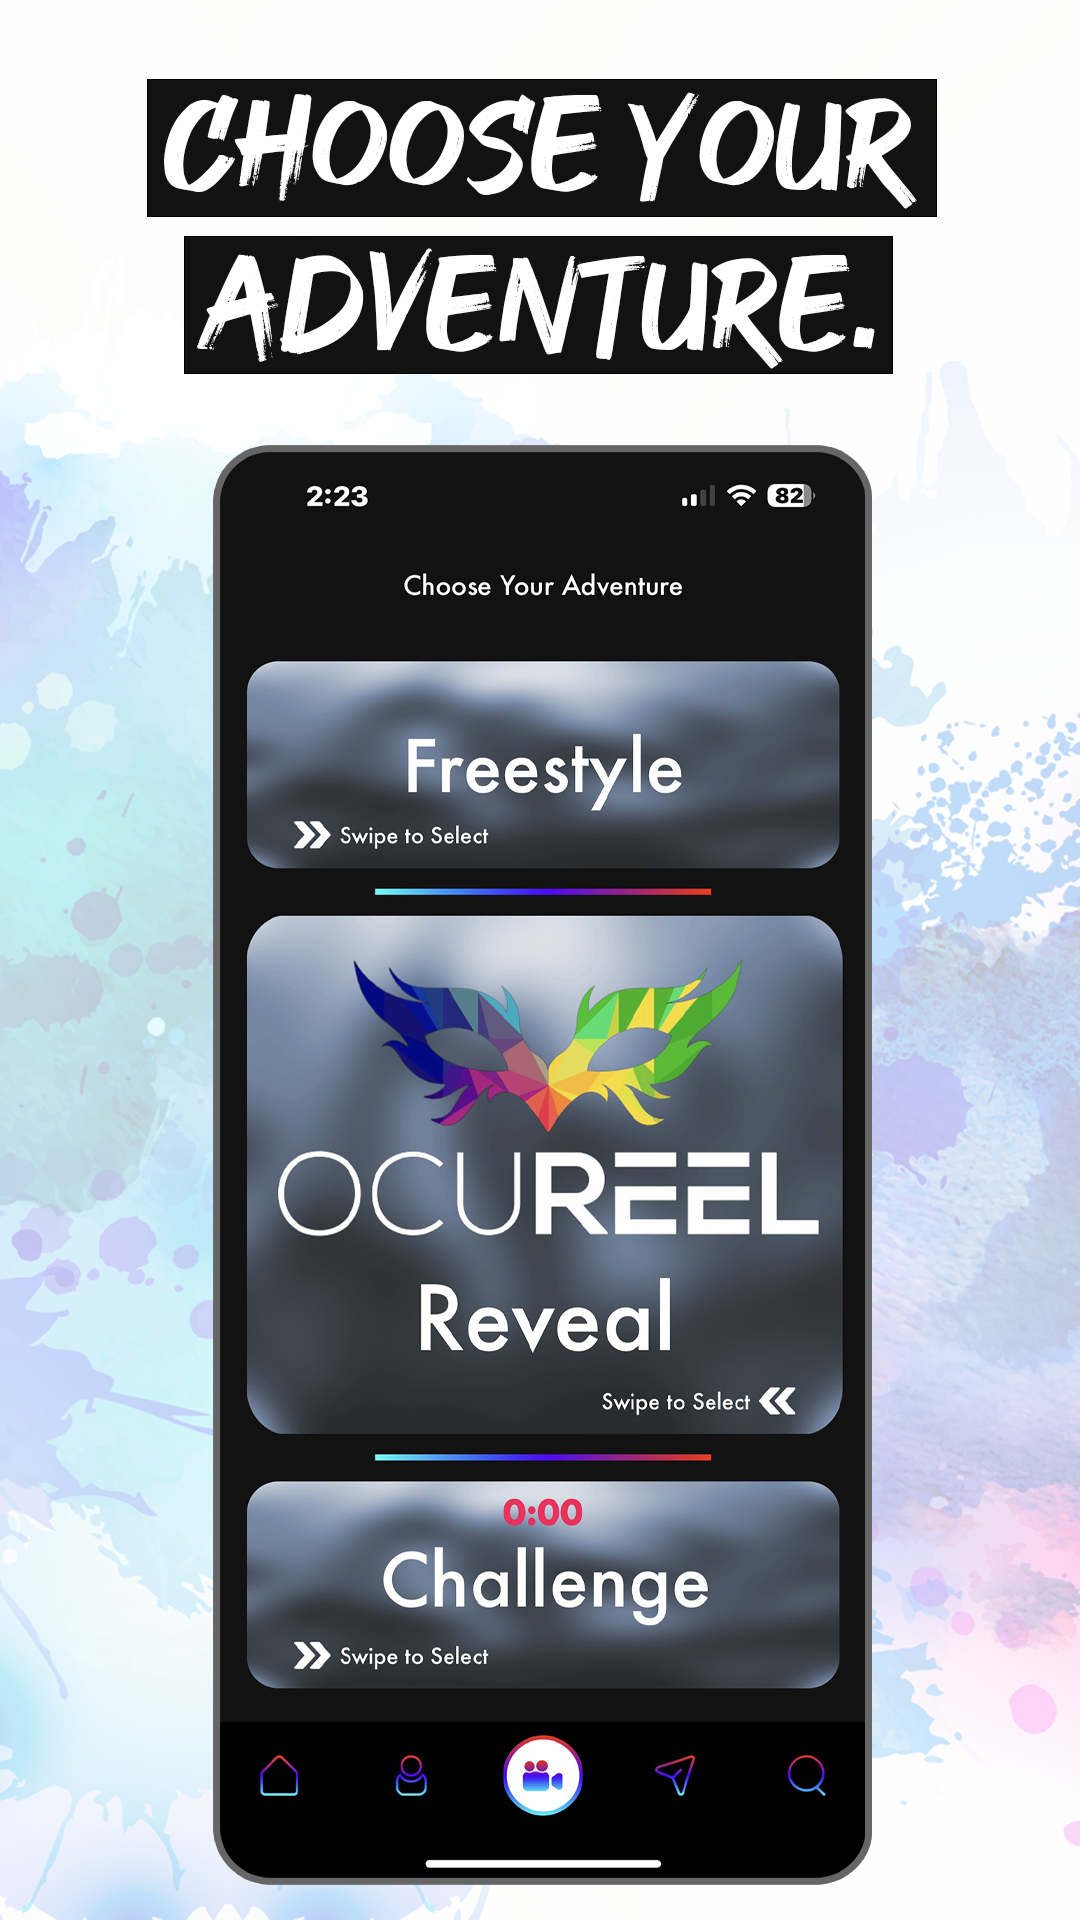 CHOOSE YOUR
ADVENTURE.
2:23
82
Choose Your Adventure
Freestyle
Swipe to Select
OCUREEL
Reveal
Swipe to Select
0:00
Challenge
Swipe to Select